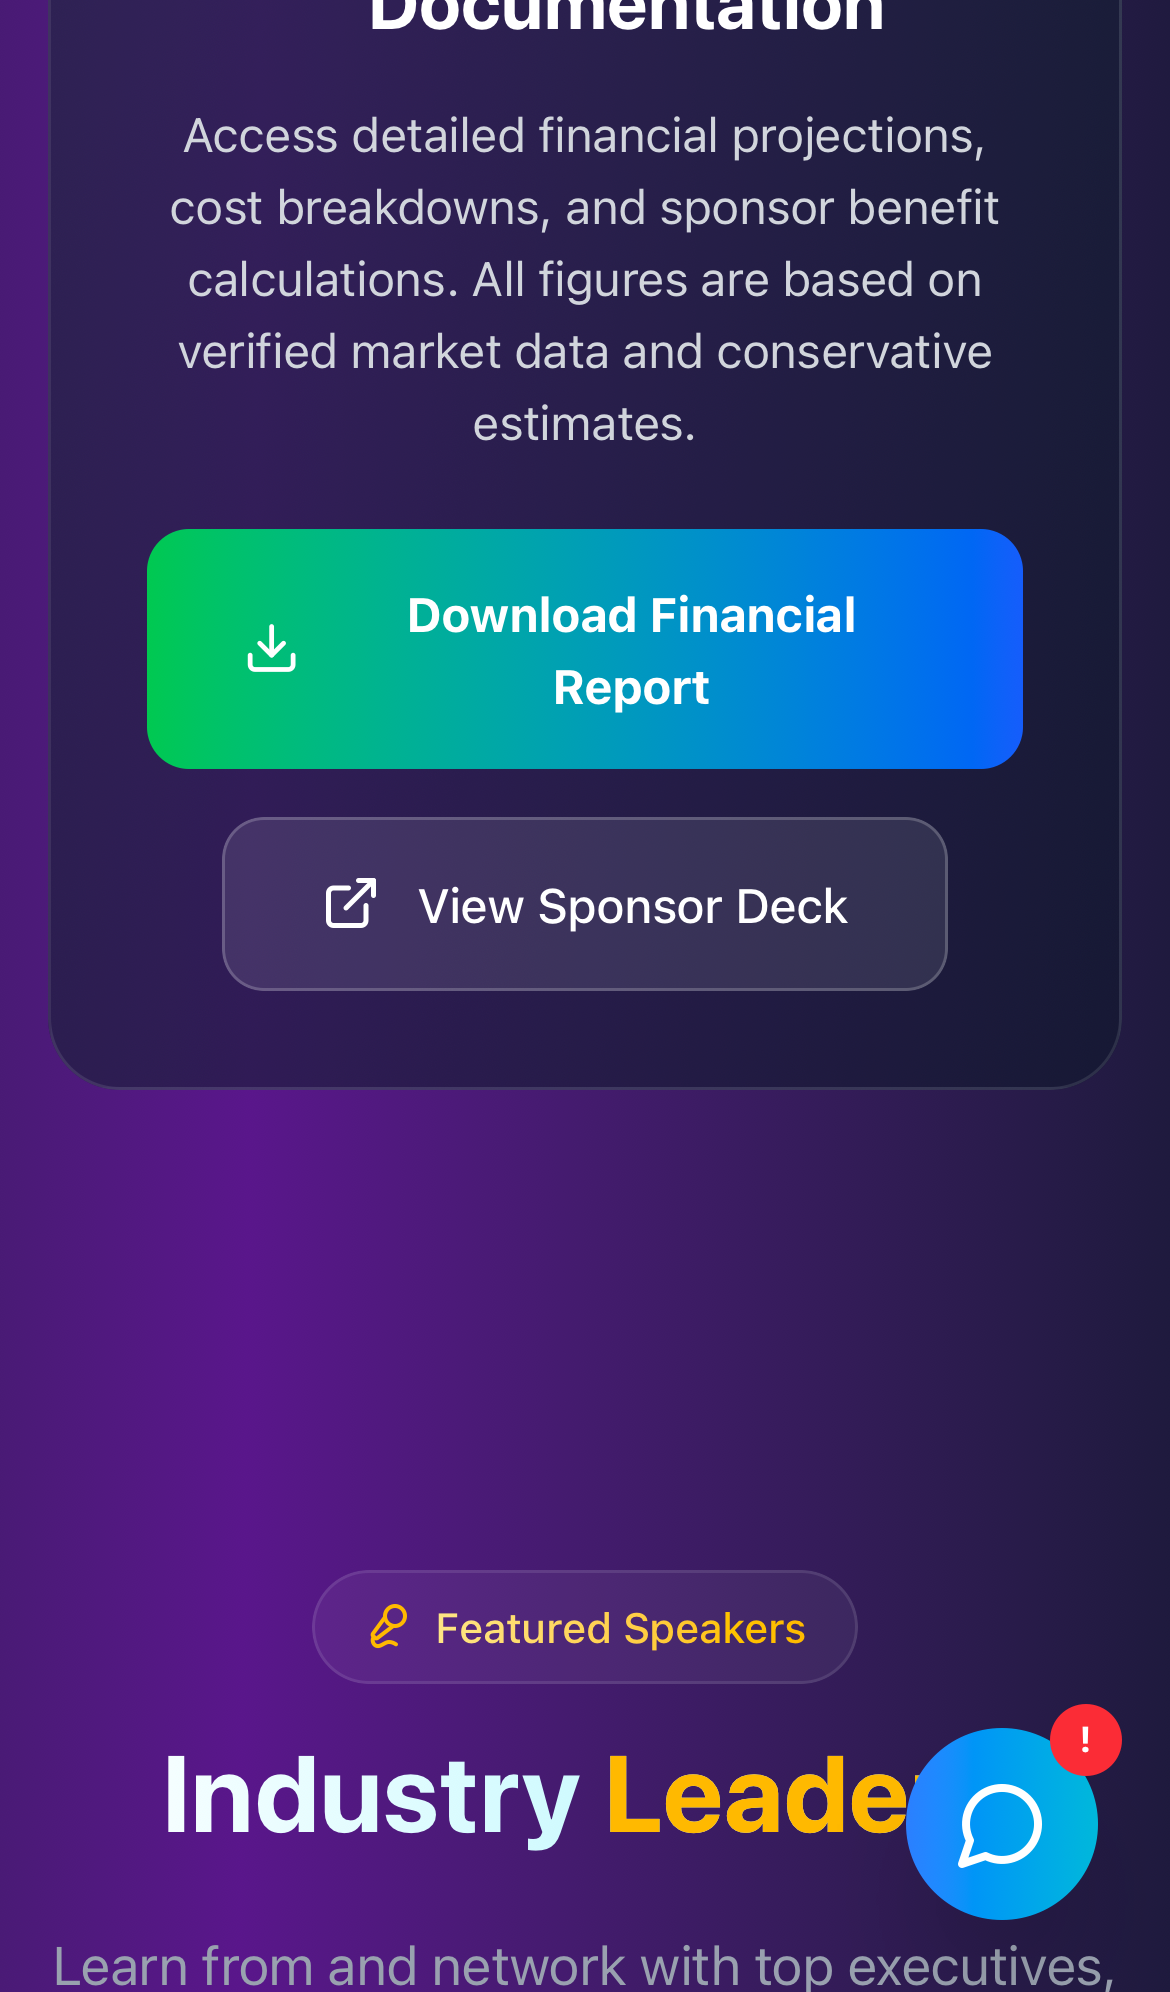 Documentation
Access detailed financial projections,
cost breakdowns, and sponsor benefit
calculations. All figures are based on
verified market data and conservative
estimates.
Download Financial
Report
View Sponsor Deck
Featured Speakers
!
Industry Leade
Learn from and network with top executives,